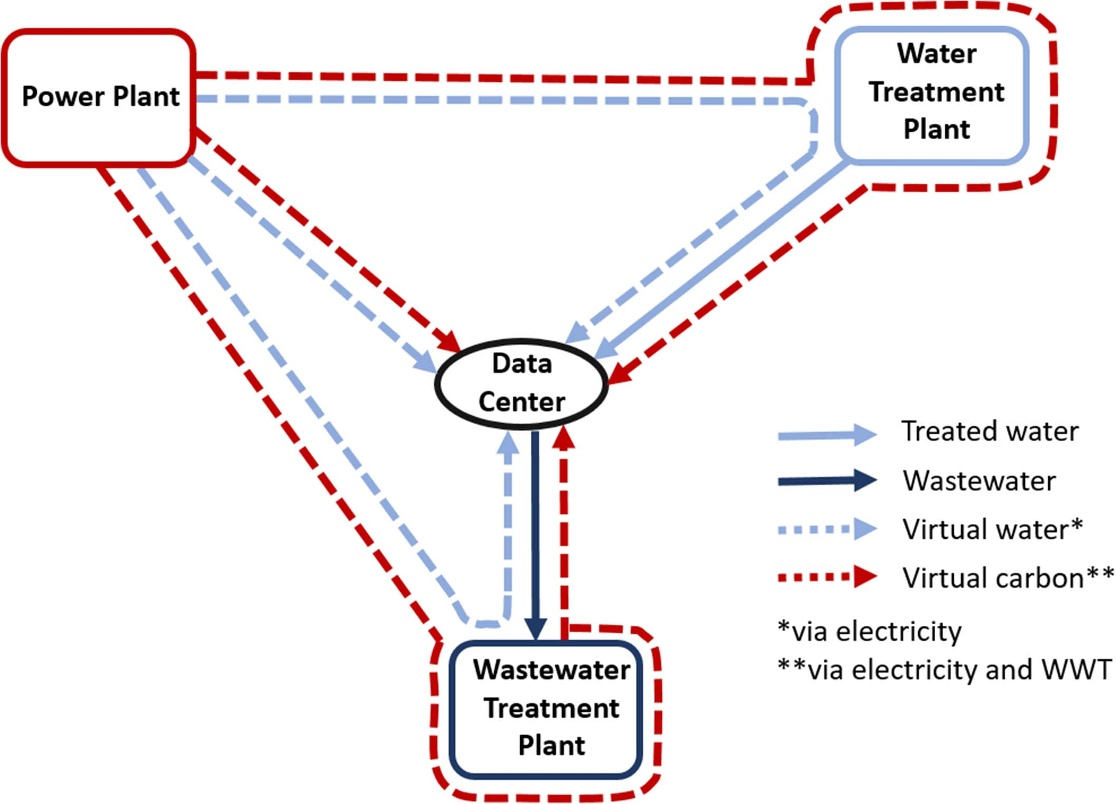 Power Plant
Water
Treatment
Plant
Data
Center
Wastewater
Treatment
Plant
Treated water
Wastewater
Virtual water*
Virtual carbon**
*via electricity
**via electricity and WWT